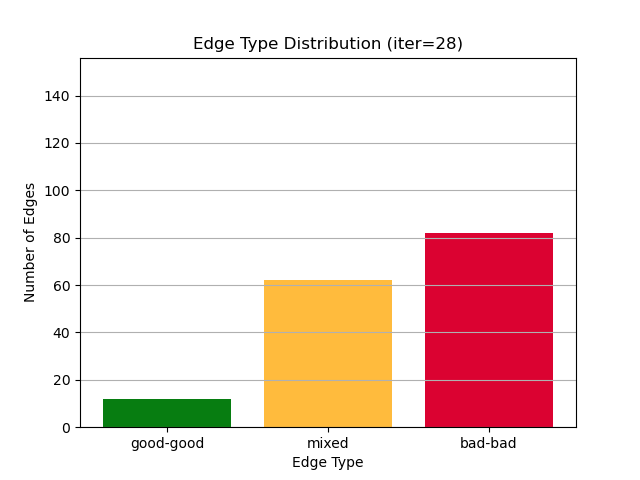 Edge Type Distribution (iter=28)
Number of Edges
140
120
100
80
60
40
20
0
good-good mixed bad-bad
Edge Type